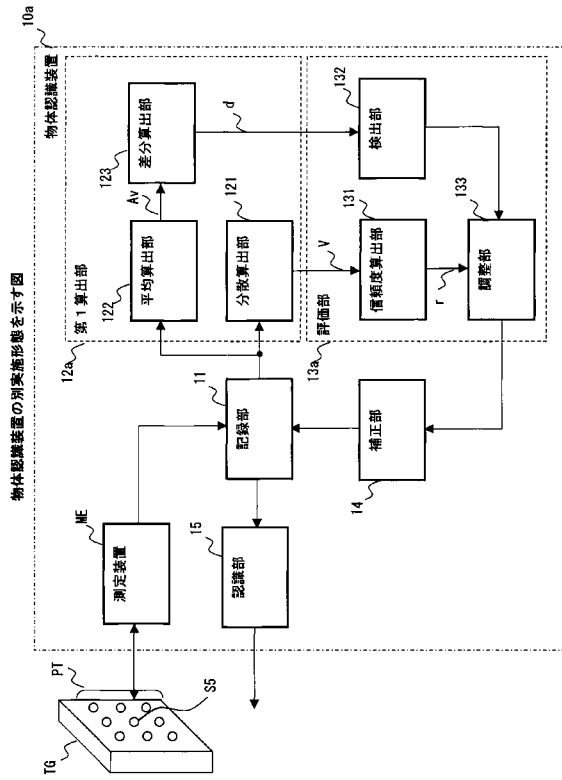 物体認識装置の別実施形態を示す図
物体認識装置
10a
第１算出部
12a
差分算出部
123
d
Av
平均算出部
122
分散算出部
121
V
評価部
13a
検出部
132
信頼度算出部
131
r
調整部
133
記録部
11
補正部
14
測定装置
ME
認識部
15
PT
S5
TG